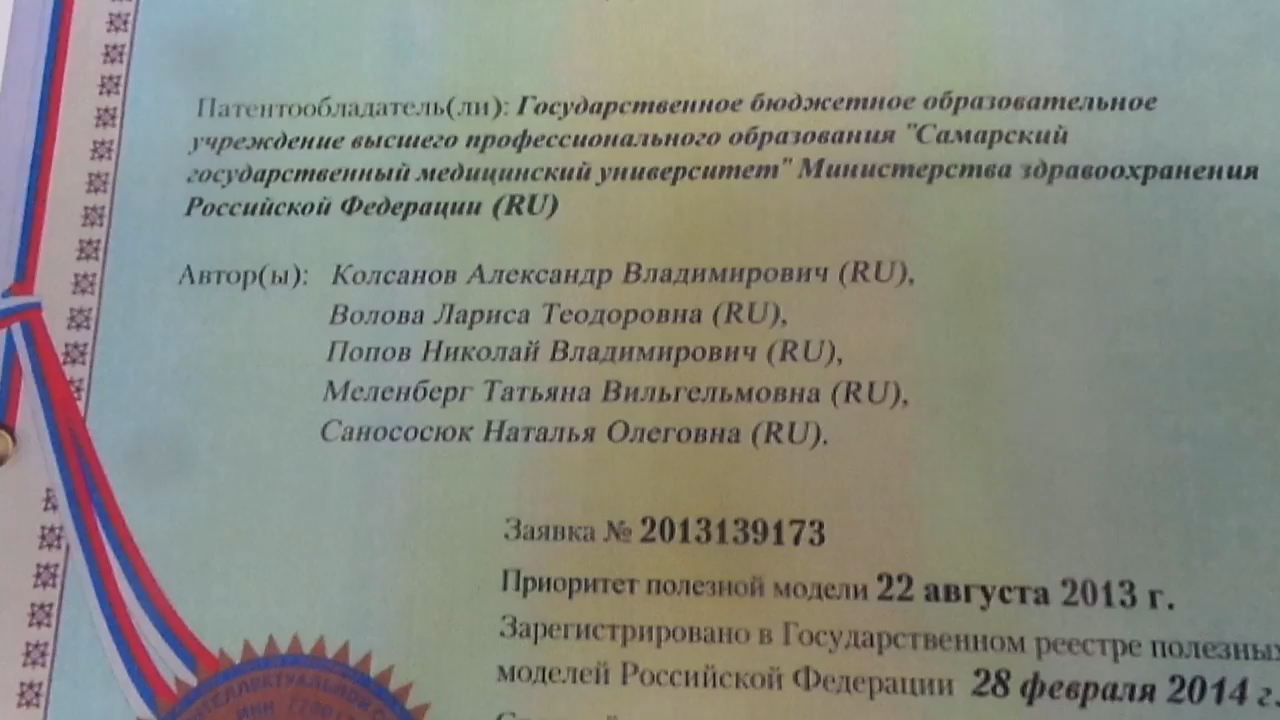 Патентообладатель(ли): Государственное бюджетное образовательное
учреждение высшего профессионального образования "Самарский
государственный медицинский университет" Министерства здравоохранения
Российской Федерации (RU)
Автор(ы): Колсанов Александр Владимирович (RU),
Волова Лариса Теодоровна (RU),
Попов Николай Владимирович (RU),
Меленберг Татьяна Вильгельмовна (RU),
Саносоcюк Наталья Олеговна (RU).
Заявка № 2013139173
Приоритет полезной модели 22 августа 2013 г.
Зарегистрировано в Государственном реестре полезных
моделей Российской Федерации 28 февраля 2014 г.
ИНН